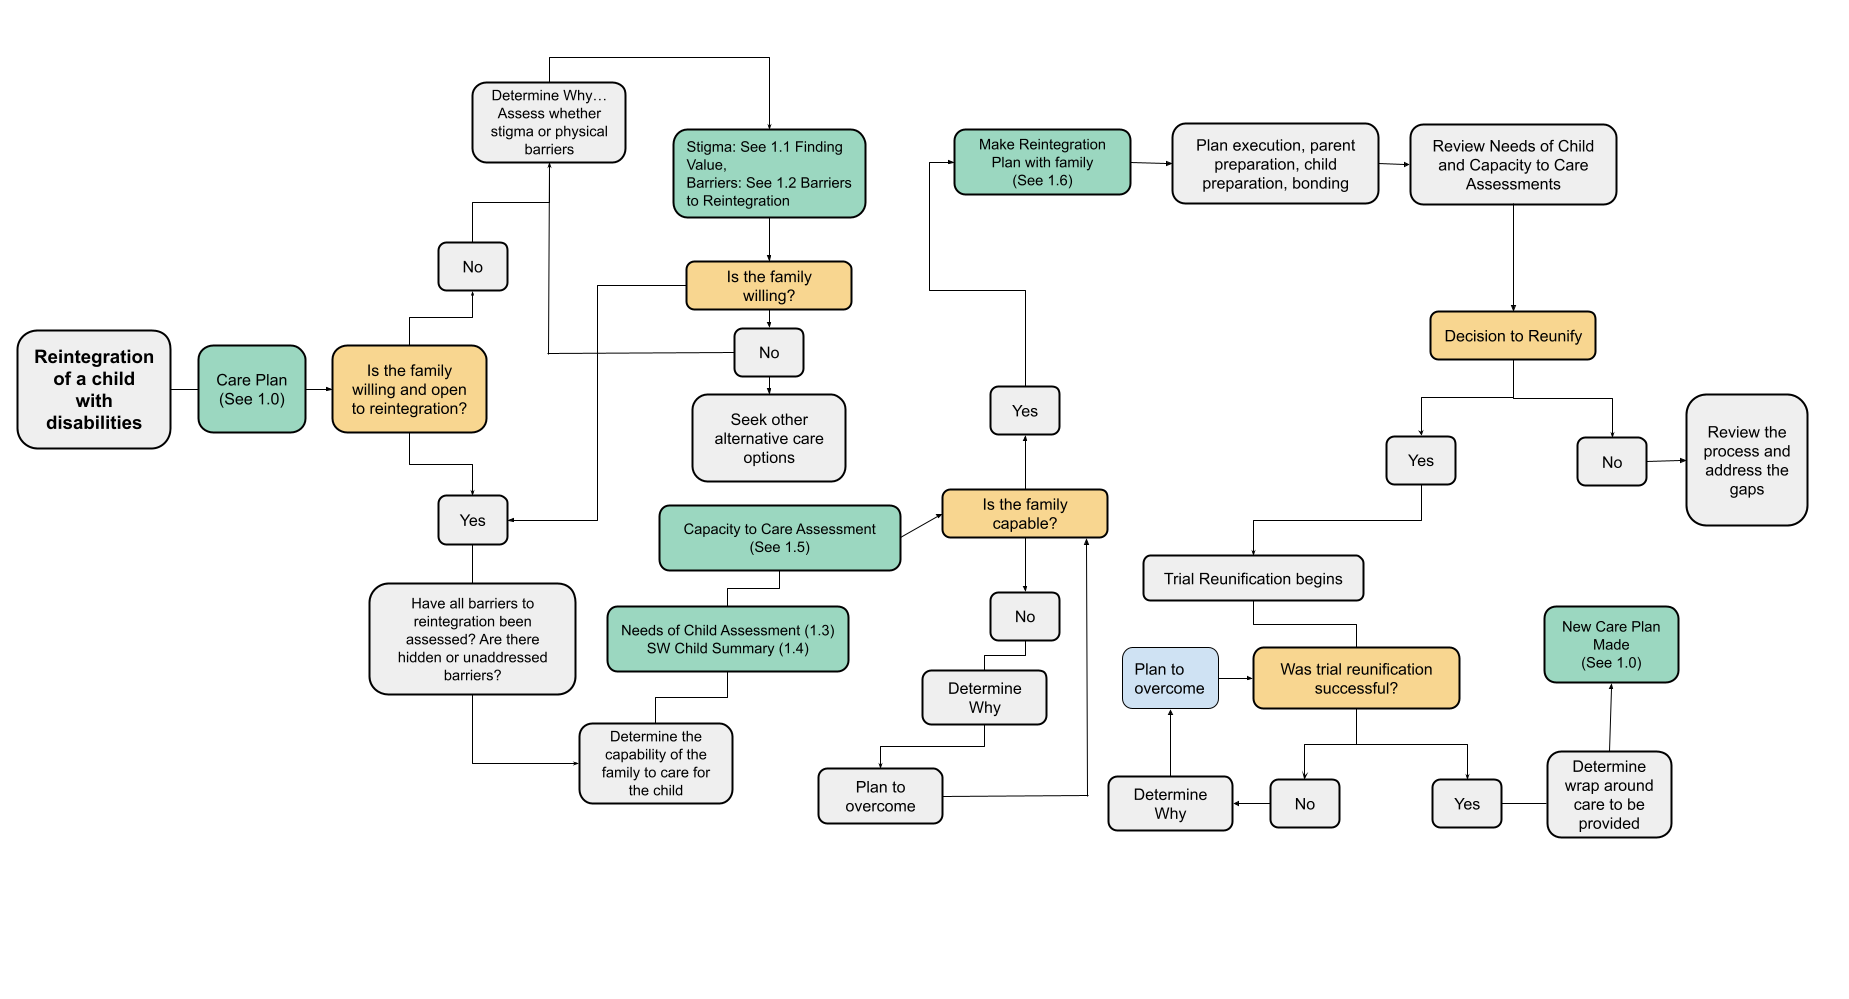 Reintegration
of a child
with
disabilities
Care Plan
(See 1.0)
Is the family
willing and open
to reintegration?
No
Determine Why…
Assess whether
stigma or physical
barriers
Stigma: See 1.1 Finding
Value,
Barriers: See 1.2 Barriers
to Reintegration
Is the family
willing?
No
Seek other
alternative care
options
Yes
Have all barriers to
reintegration been
assessed? Are there
hidden or unaddressed
barriers?
Determine the
capability of the
family to care for
the child
Needs of Child Assessment (1.3)
SW Child Summary (1.4)
Capacity to Care Assessment
(See 1.5)
Is the family
capable?
No
Determine
Why
Plan to
overcome
Yes
Make Reintegration
Plan with family
(See 1.6)
Plan execution, parent
preparation, child
preparation, bonding
Review Needs of Child
and Capacity to Care
Assessments
Decision to Reunify
No
Review the
process and
address the
gaps
Yes
Trial Reunification begins
Was trial reunification
successful?
No
Determine
Why
Plan to
overcome
Yes
Determine
wrap around
care to be
provided
New Care Plan
Made
(See 1.0)